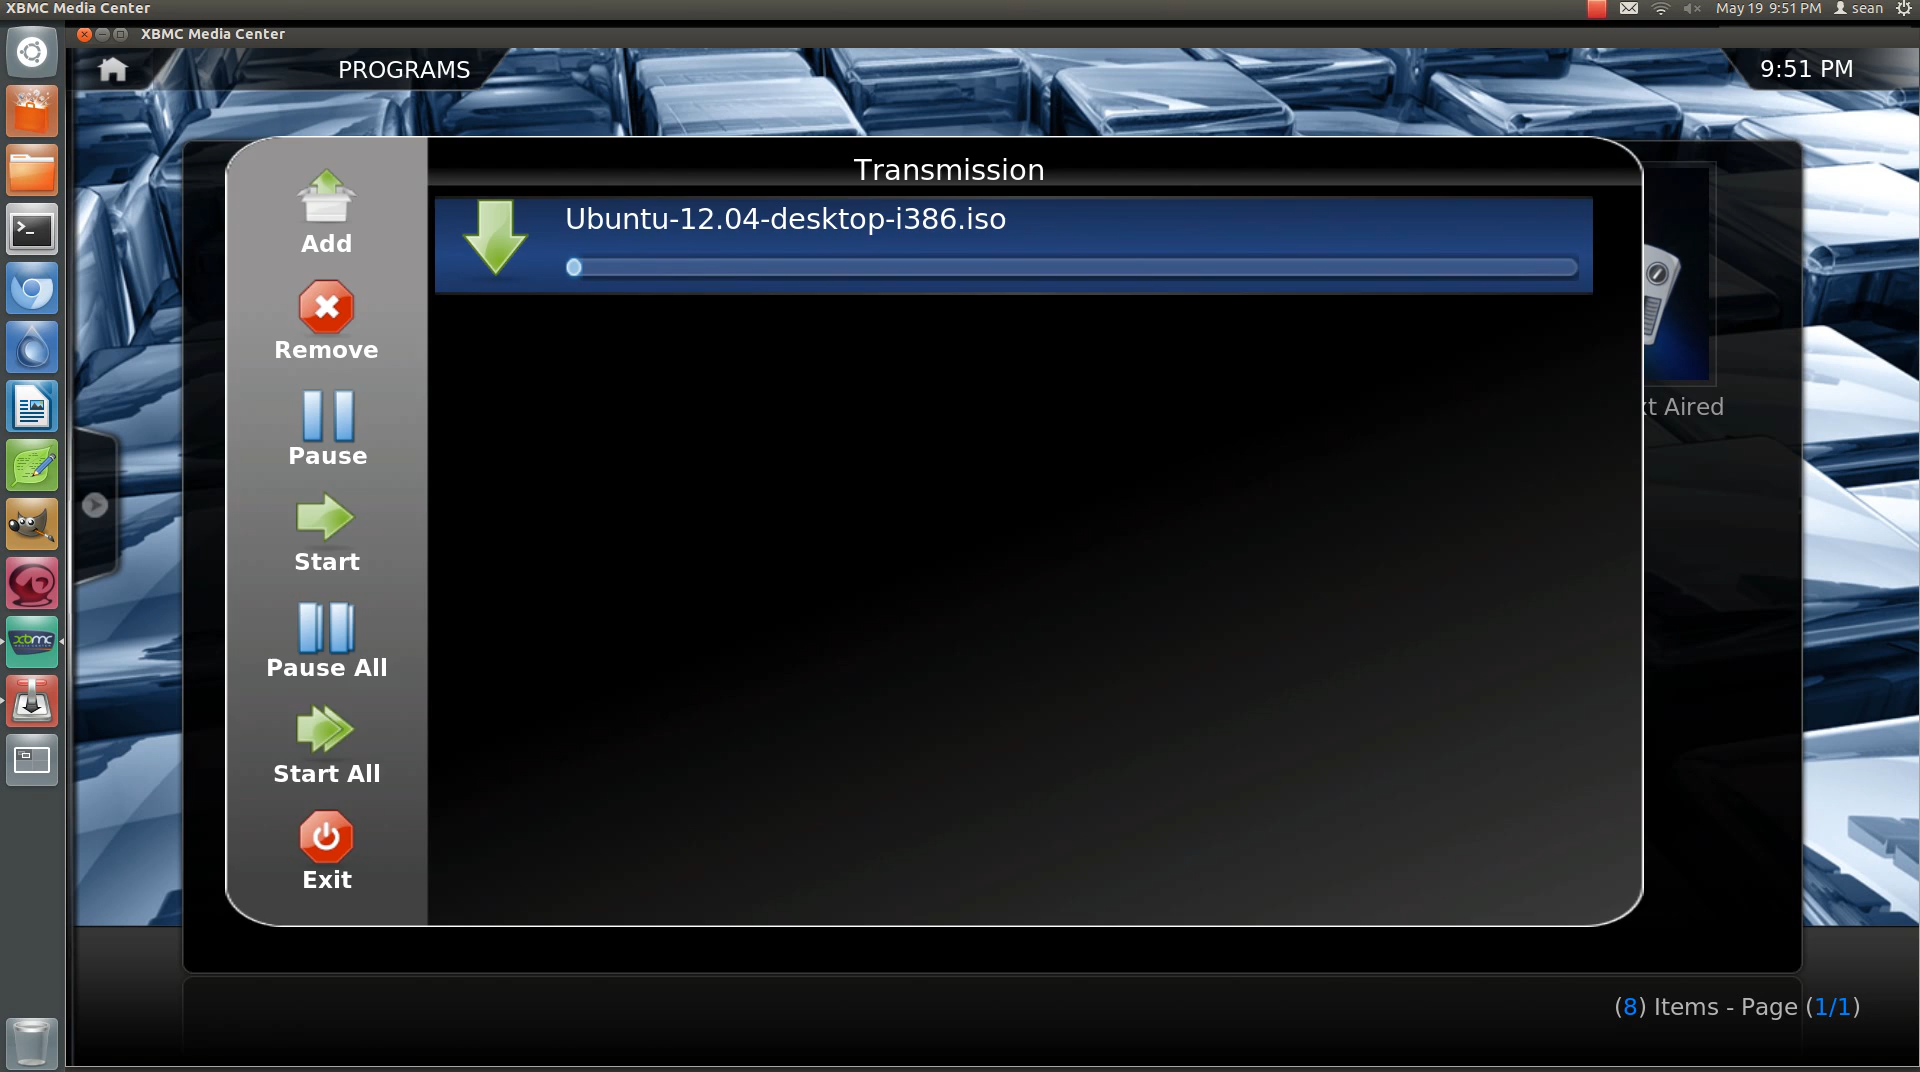 XBMC Media Center
May 19 9:51 PM
sean
XBMC Media Center
PROGRAMS
9:51 PM
Transmission
Ubuntu-12.04-desktop-i386.iso
Add
Remove
Pause
Start
Pause All
Start All
Exit
xt Aired
xbmc
(8) Items - Page (1/1)